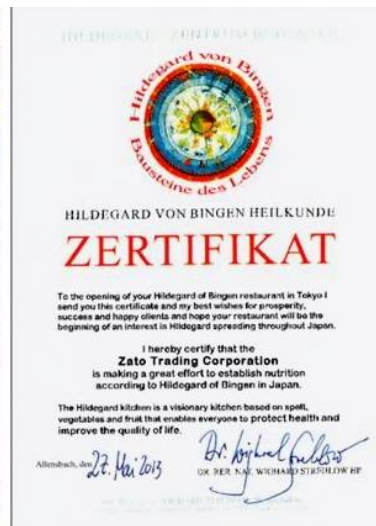 HILDEGARD - ZENTRUM BODENSEE
Hildegard von Bingen
Bausteine des Lebens
HILDEGARD VON BINGEN HEILKUNDE
ZERTIFIKAT
To the opening of your Hildegard of Bingen restaurant in Tokyo I
send you this certificate and my best wishes for prosperity,
success and happy clients and hope your restaurant will be the
beginning of an interest in Hildegard spreading throughout Japan.
I hereby certify that the
Zato Trading Corporation
is making a great effort to establish nutrition
according to Hildegard of Bingen in Japan.
The Hildegard kitchen is a visionary kitchen based on spelt,
vegetables and fruit that enables everyone to protect health and
improve the quality of life.
Allensbach, den 27. Mai 2013
DR. RER. NAT. WIGHARD STREHLOW HP